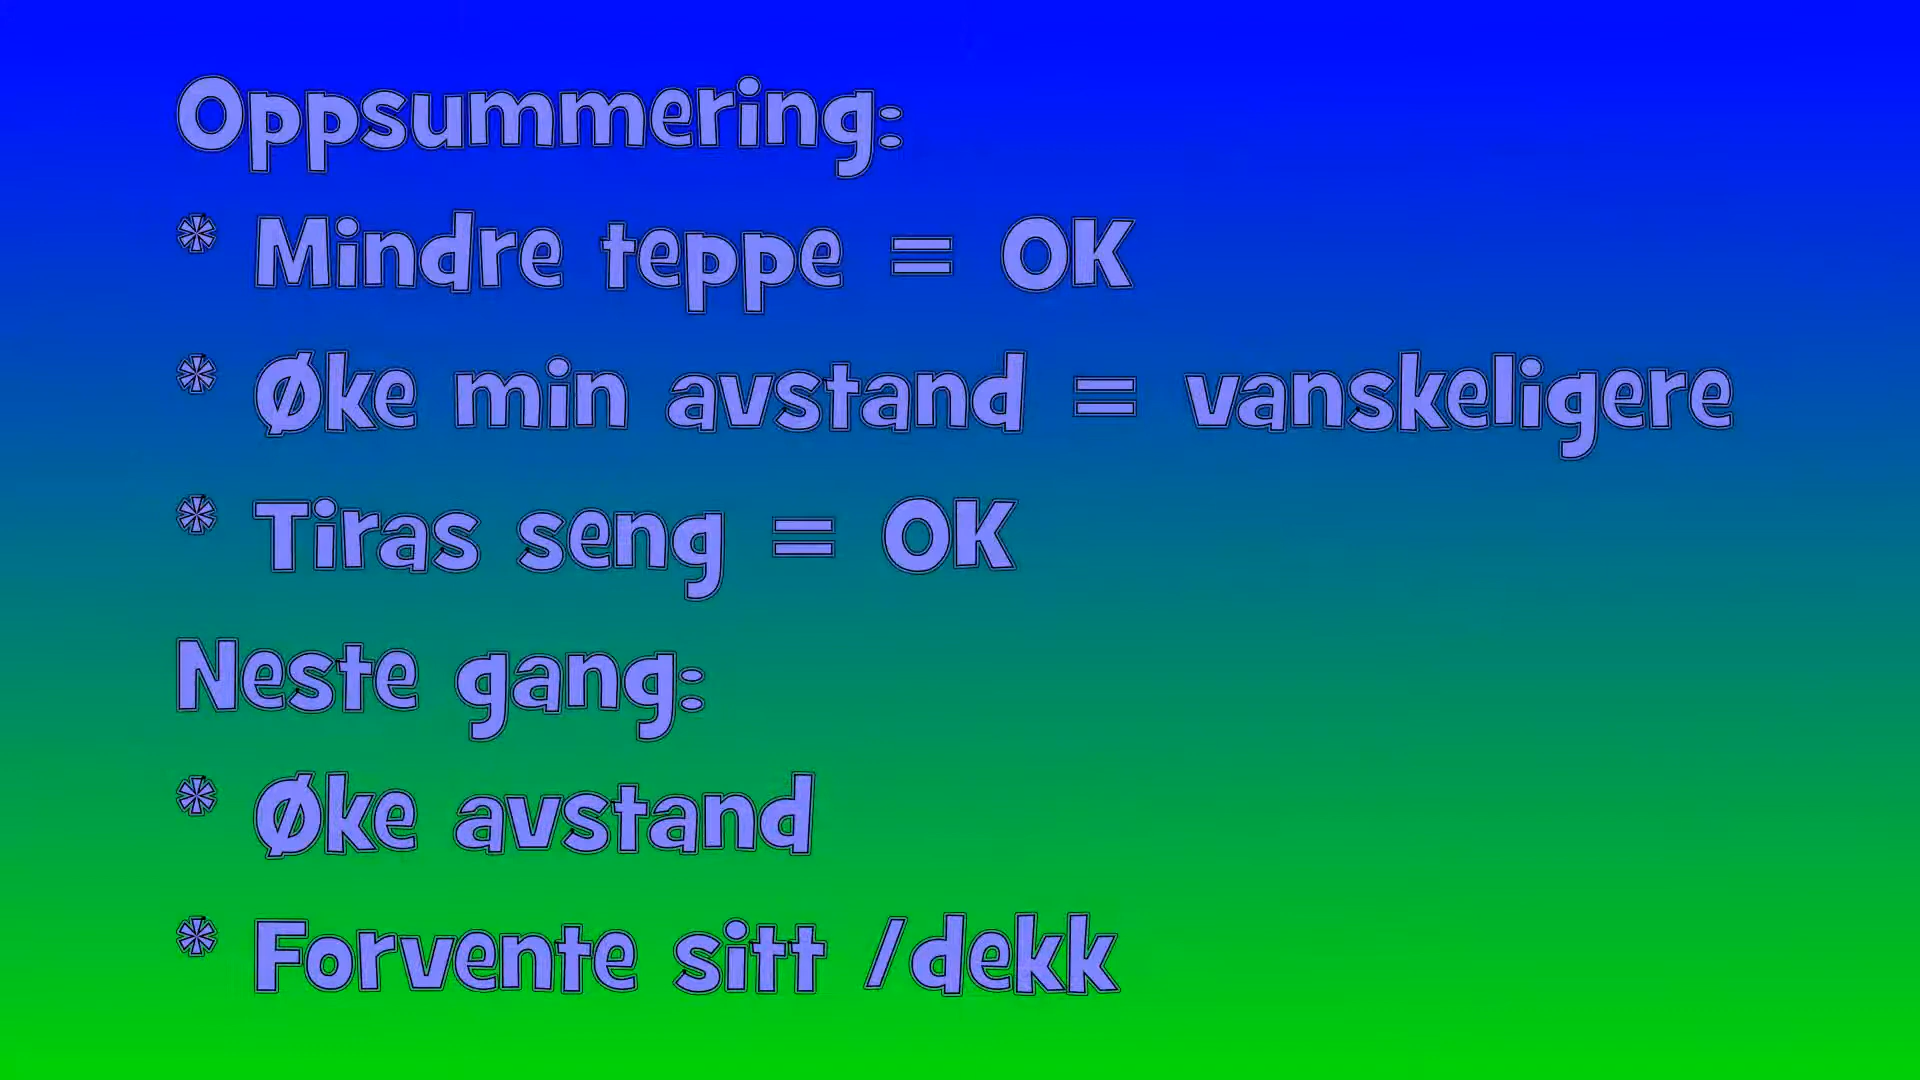 Oppsummering:
* Mindre teppe = OK
* Øke min avstand = vanskeligere
* Tiras seng = OK
Neste gang:
* Øke avstand
* Forvente sitt /dekk